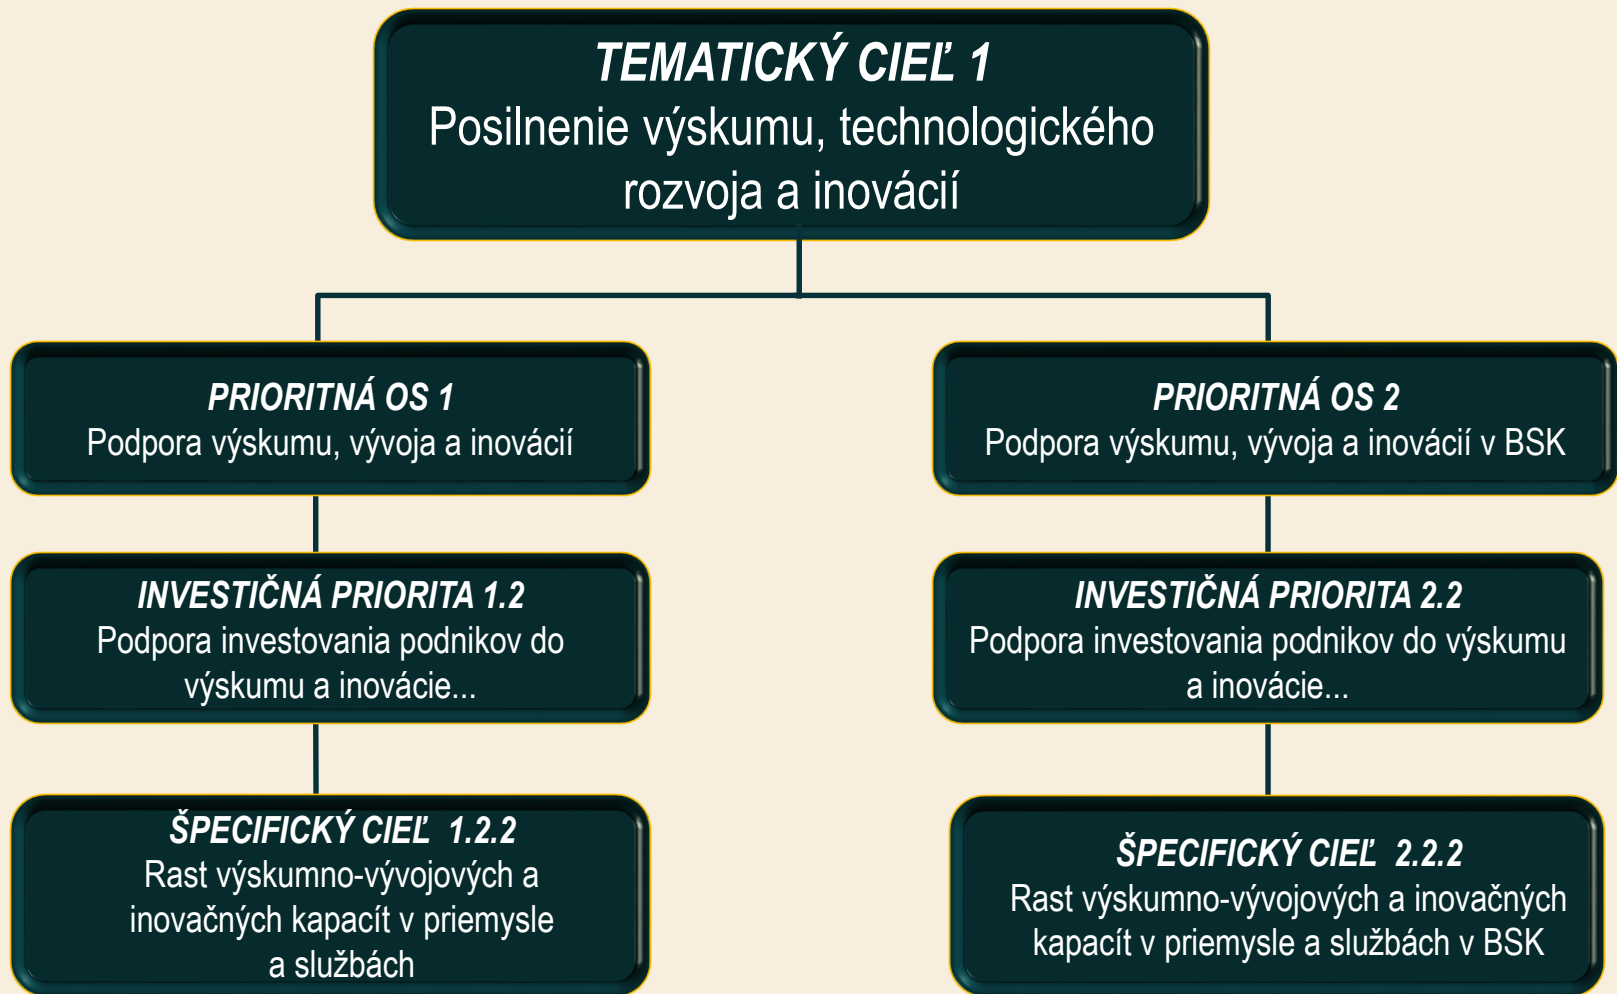 TEMATICKÝ CIEĽ 1
Posilnenie výskumu, technologického
rozvoja a inovácií
PRIORITNÁ OS 1
Podpora výskumu, vývoja a inovácií
PRIORITNÁ OS 2
Podpora výskumu, vývoja a inovácií v BSK
INVESTIČNÁ PRIORITA 1.2
Podpora investovania podnikov do
výskumu a inovácie...
INVESTIČNÁ PRIORITA 2.2
Podpora investovania podnikov do výskumu
a inovácie...
ŠPECIFICKÝ CIEĽ 1.2.2
Rast výskumno-vývojových a
inovačných kapacít v priemysle
a službách
ŠPECIFICKÝ CIEĽ 2.2.2
Rast výskumno-vývojových a inovačných
kapacít v priemysle a službách v BSK